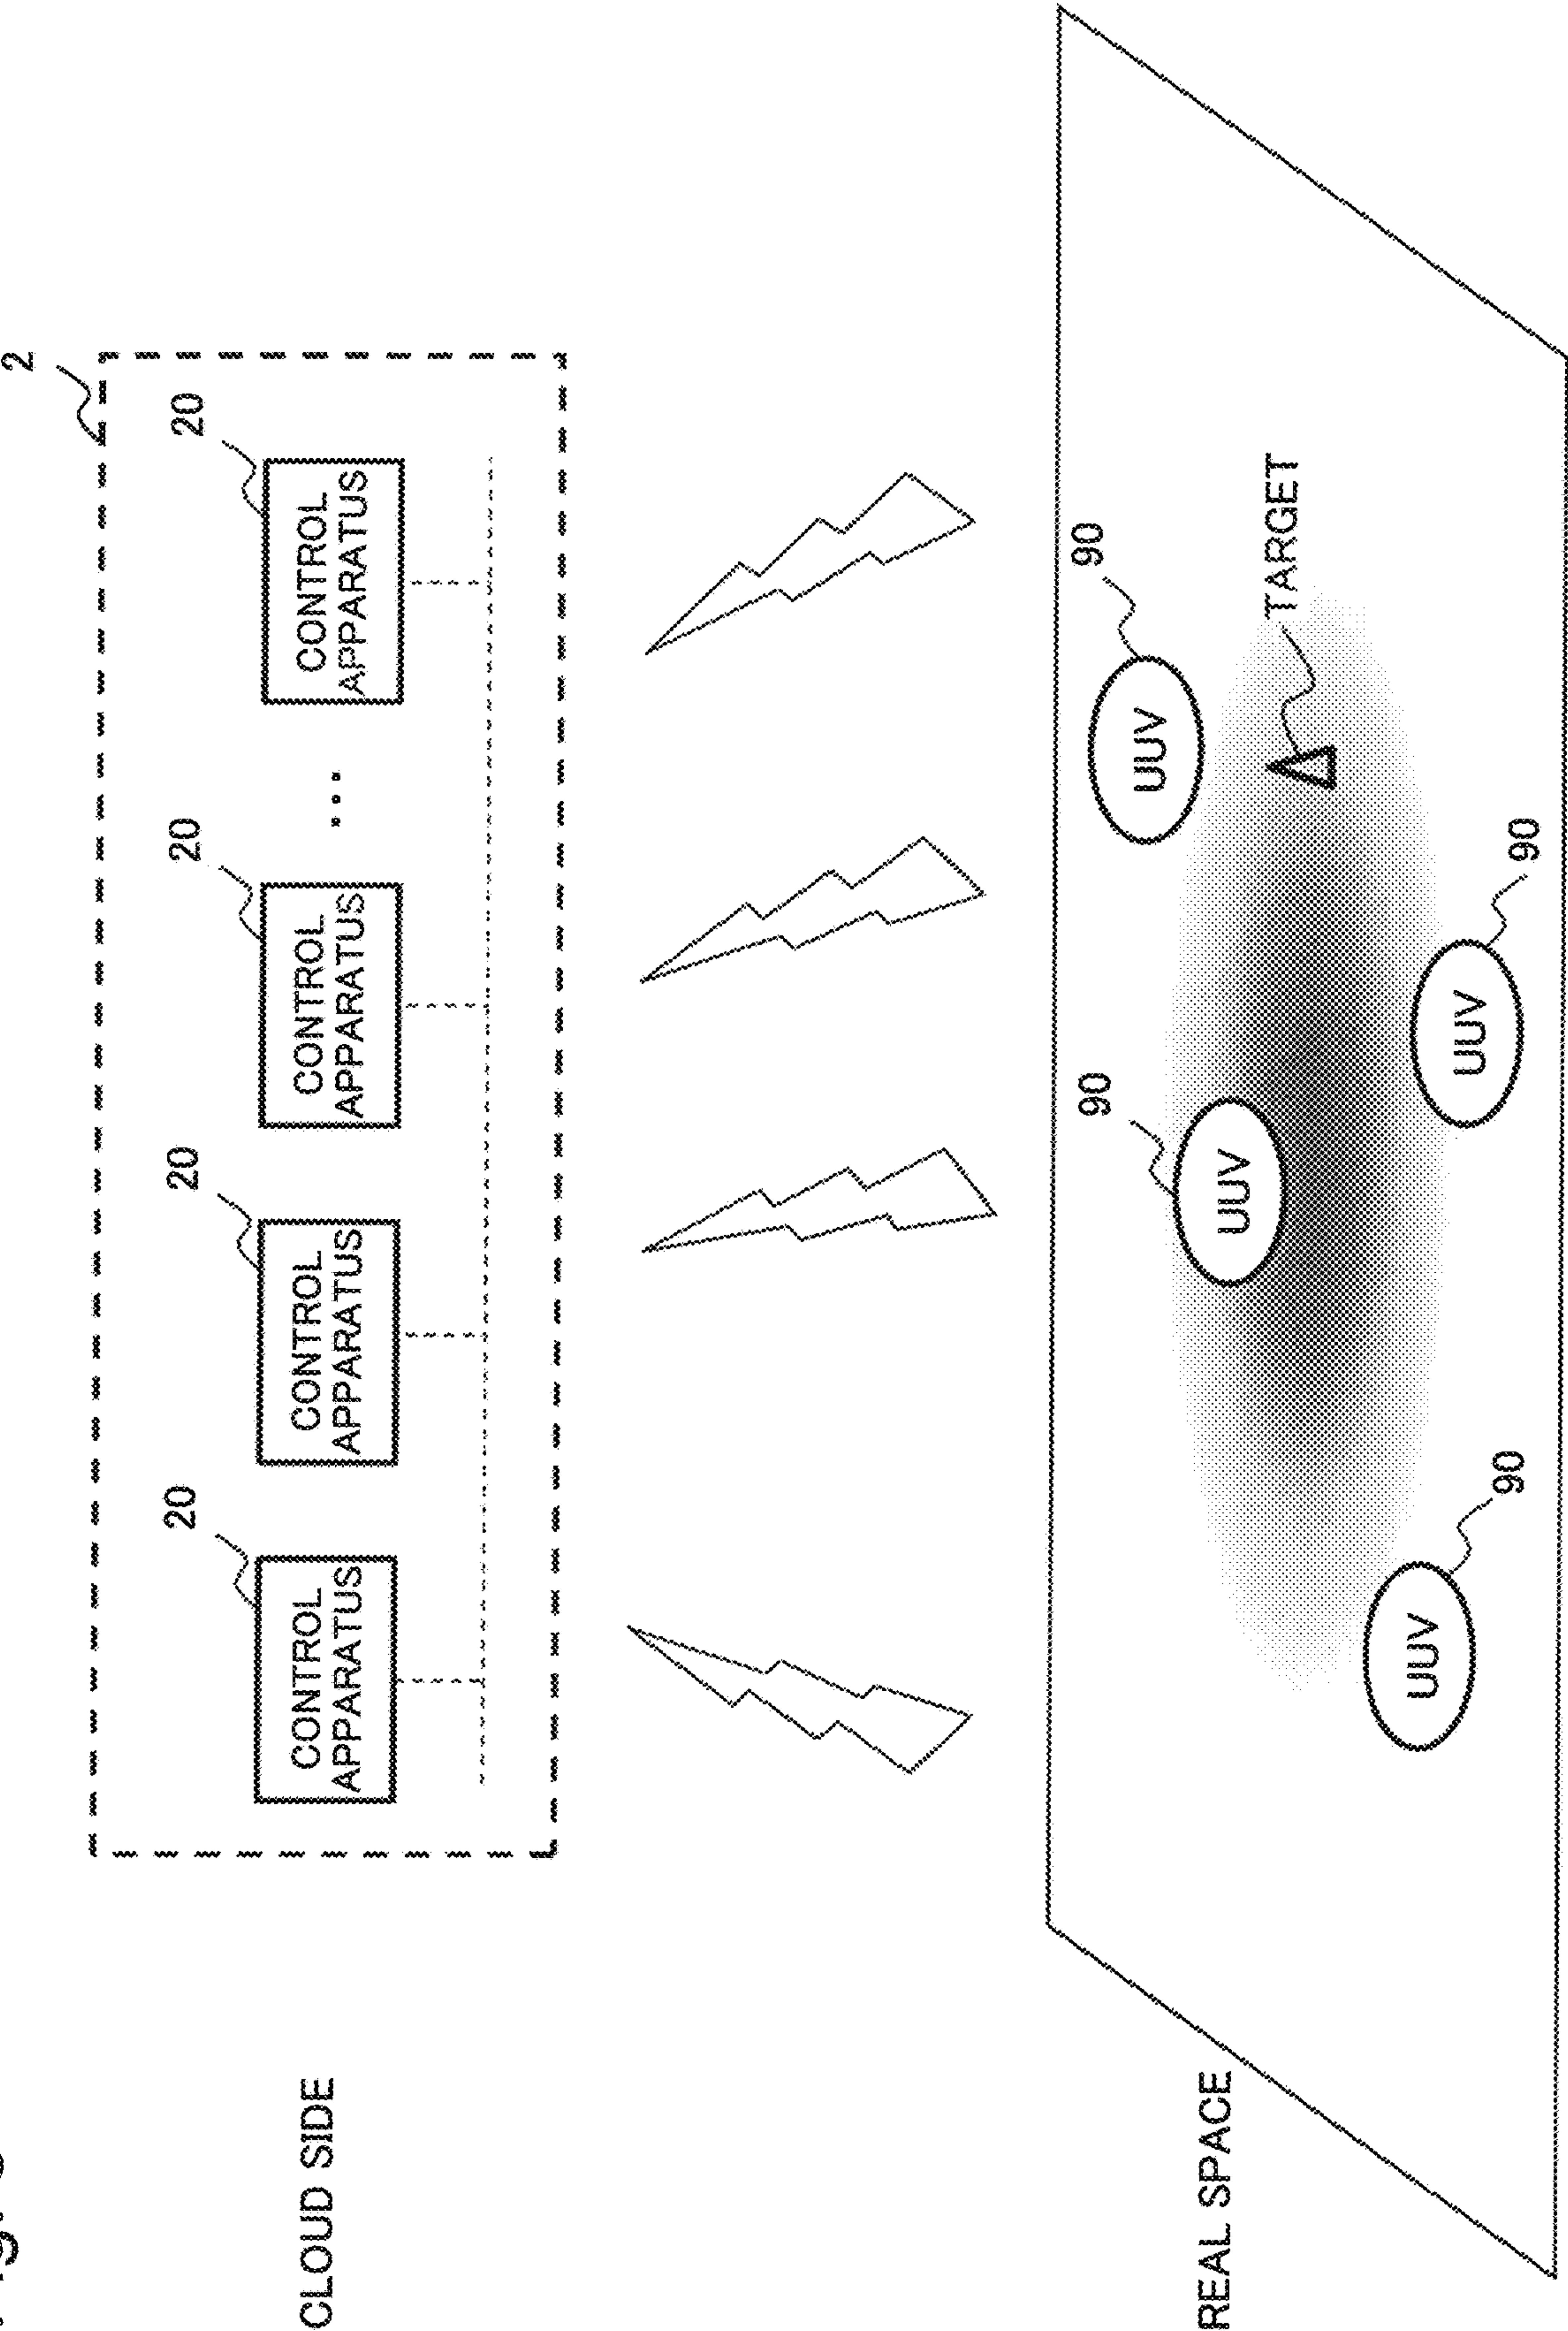 2
20
20
20
20
CONTROL
APPARATUS
CONTROL
APPARATUS
CONTROL
APPARATUS
...
CONTROL
APPARATUS
CLOUD SIDE
REAL SPACE
90
90
UUV
UUV
TARGET
UUV
90
UUV
90